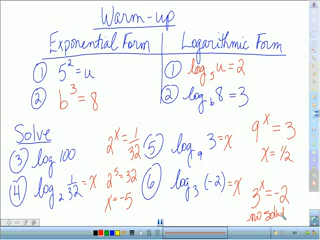 Warm-up
Exponential Form Logarithmic Form
① 5² = u ① log₅ u = 2
② b³ = 8 ② log_b 8 = 3
Solve
③ log 100
④ log₂ 1/32 = x
2^x = 1/32
2⁵ = 32
x = -5
⑤ log₉ 3 = x
9^x = 3
x = 1/2
⑥ log₃ (-2) = x
3^x = -2
no soln